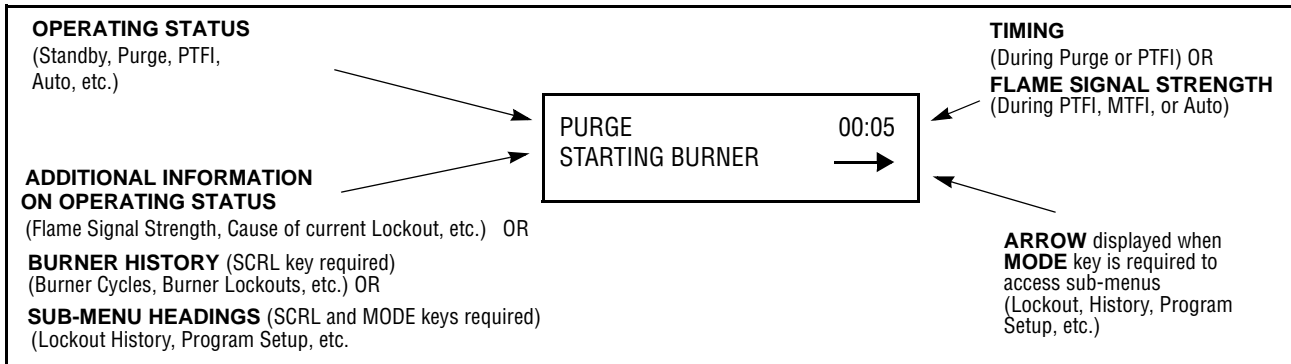 OPERATING STATUS
(Standby, Purge, PTFI,
Auto, etc.)
ADDITIONAL INFORMATION
ON OPERATING STATUS
(Flame Signal Strength, Cause of current Lockout, etc.) OR
BURNER HISTORY (SCRL key required)
(Burner Cycles, Burner Lockouts, etc.) OR
SUB-MENU HEADINGS (SCRL and MODE keys required)
(Lockout History, Program Setup, etc.
PURGE 00:05
STARTING BURNER
TIMING
(During Purge or PTFI) OR
FLAME SIGNAL STRENGTH
(During PTFI, MTFI, or Auto)
ARROW displayed when
MODE key is required to
access sub-menus
(Lockout, History, Program
Setup, etc.)